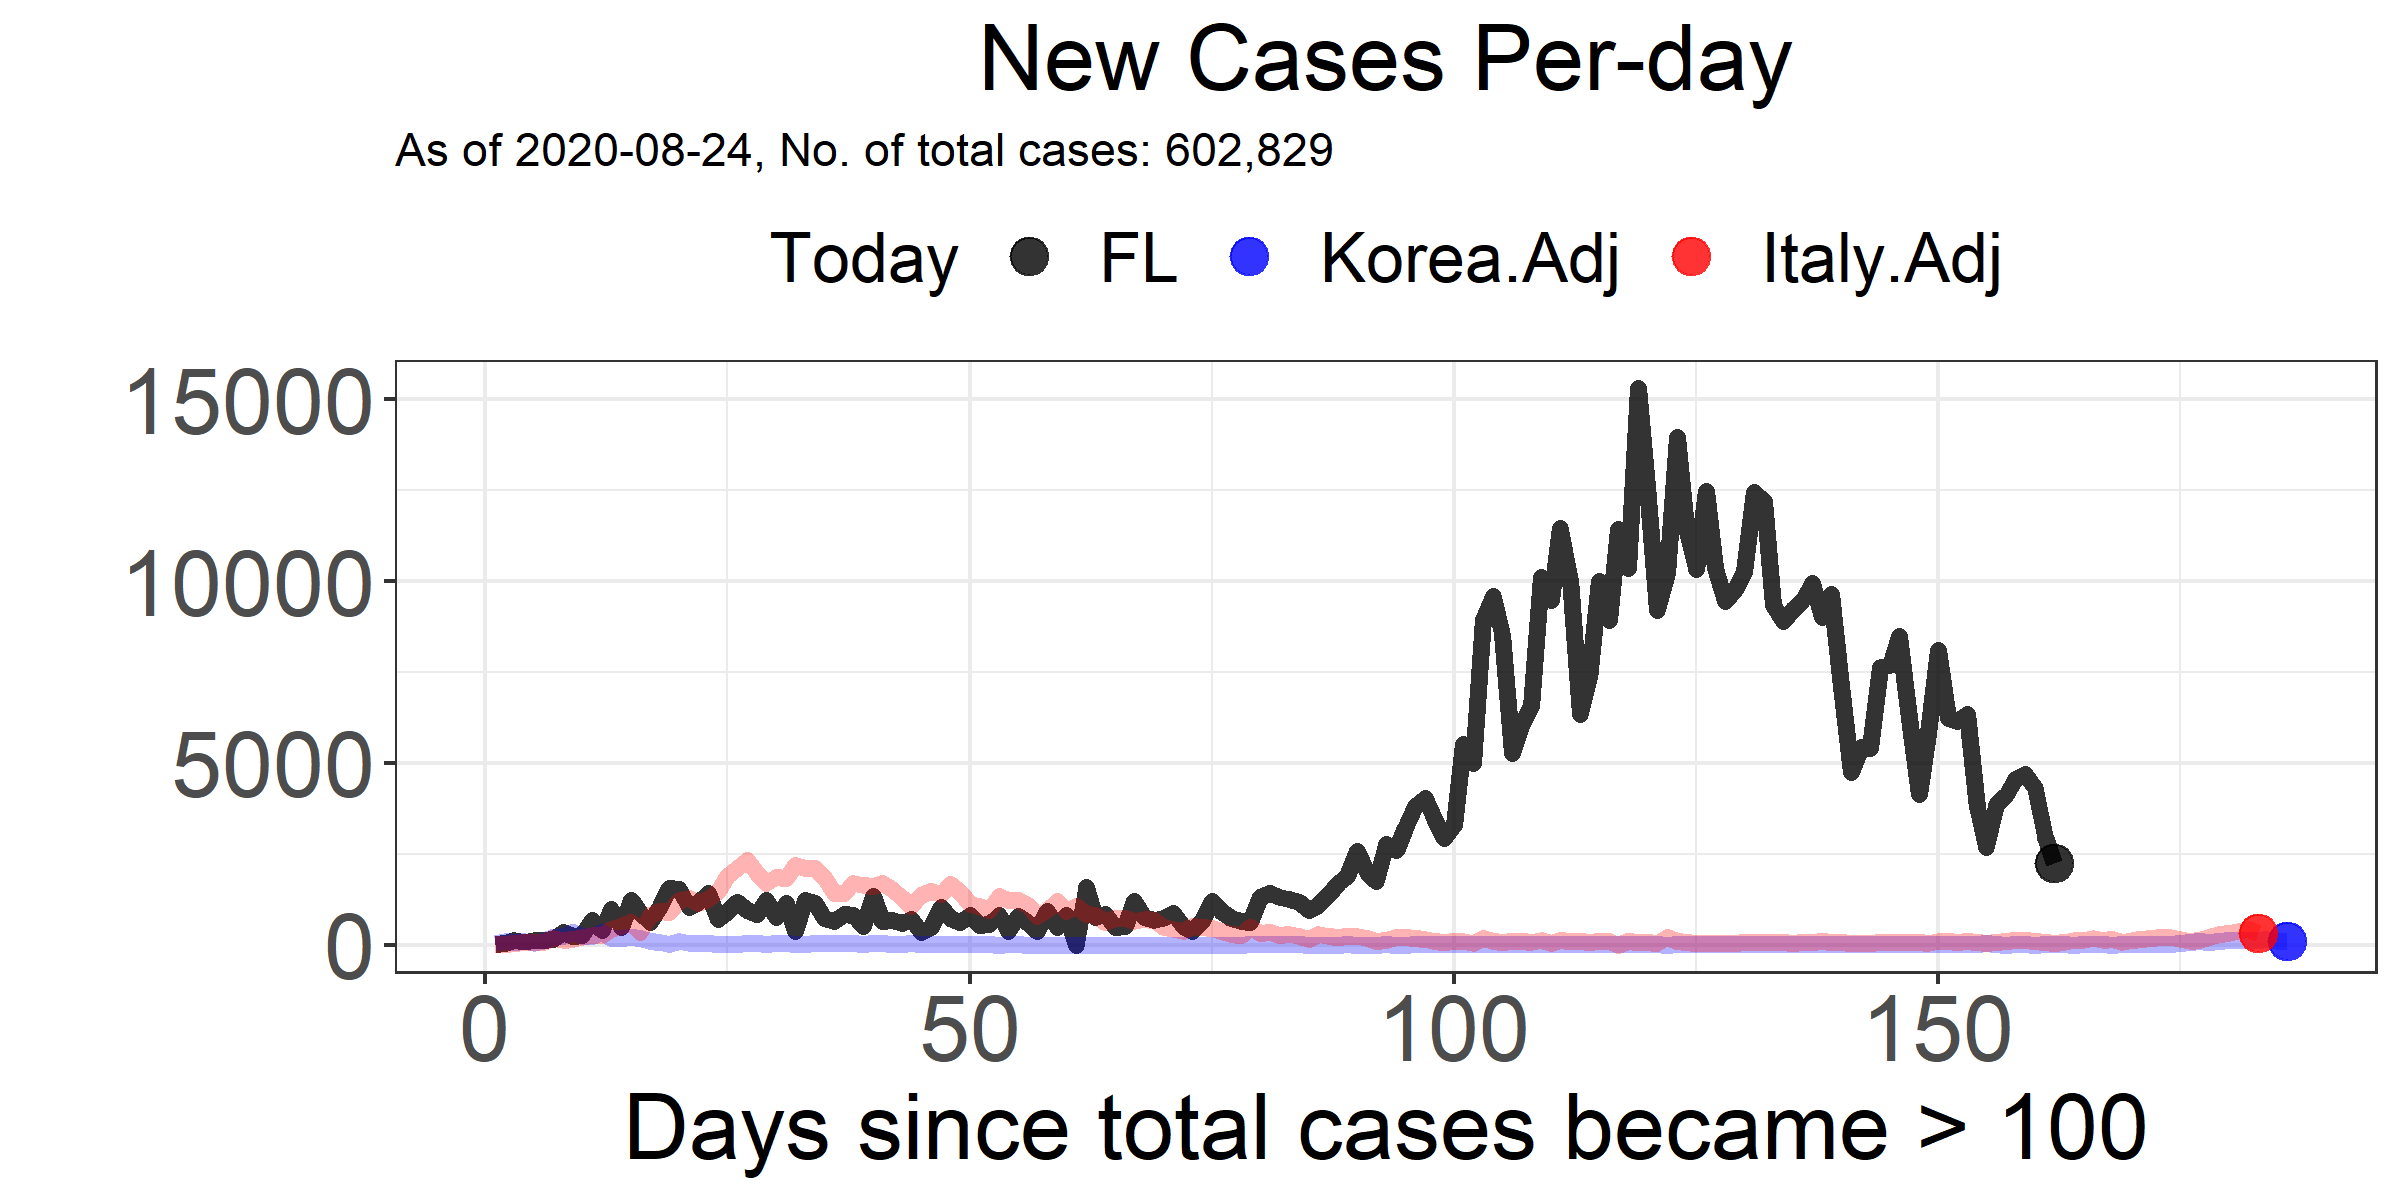 New Cases Per-day
As of 2020-08-24, No. of total cases: 602,829
Today FL Korea.Adj Italy.Adj
15000
10000
5000
0
0 50 100 150
Days since total cases became > 100